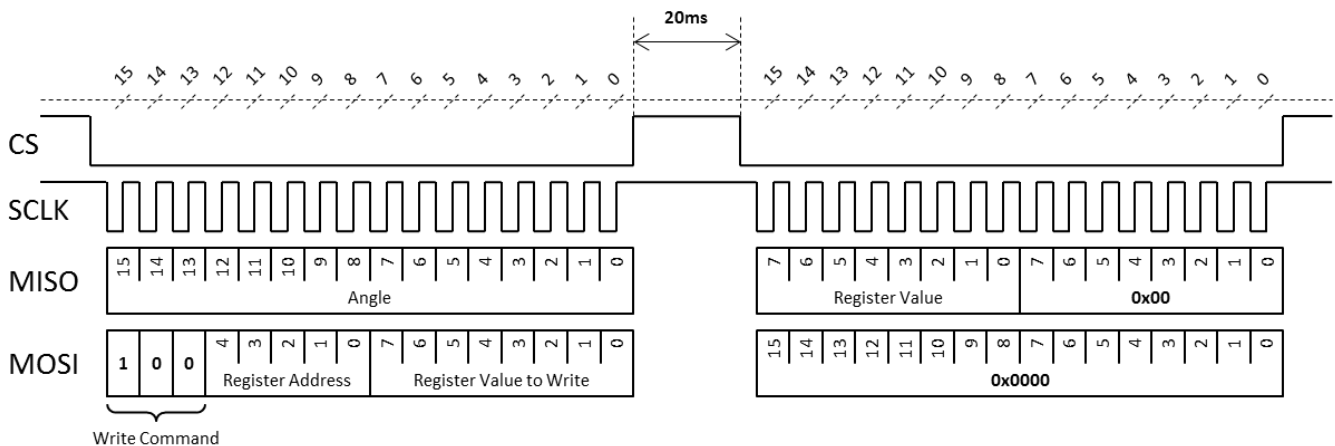 20ms
15 14 13 12 11 10 9 8 7 6 5 4 3 2 1 0 15 14 13 12 11 10 9 8 7 6 5 4 3 2 1 0
CS
SCLK
MISO 15 14 13 12 11 10 9 8 7 6 5 4 3 2 1 0 7 6 5 4 3 2 1 0 7 6 5 4 3 2 1 0
Angle Register Value 0x00
MOSI 1 0 0 4 3 2 1 0 7 6 5 4 3 2 1 0 15 14 13 12 11 10 9 8 7 6 5 4 3 2 1 0
Register Address Register Value to Write 0x0000
Write Command